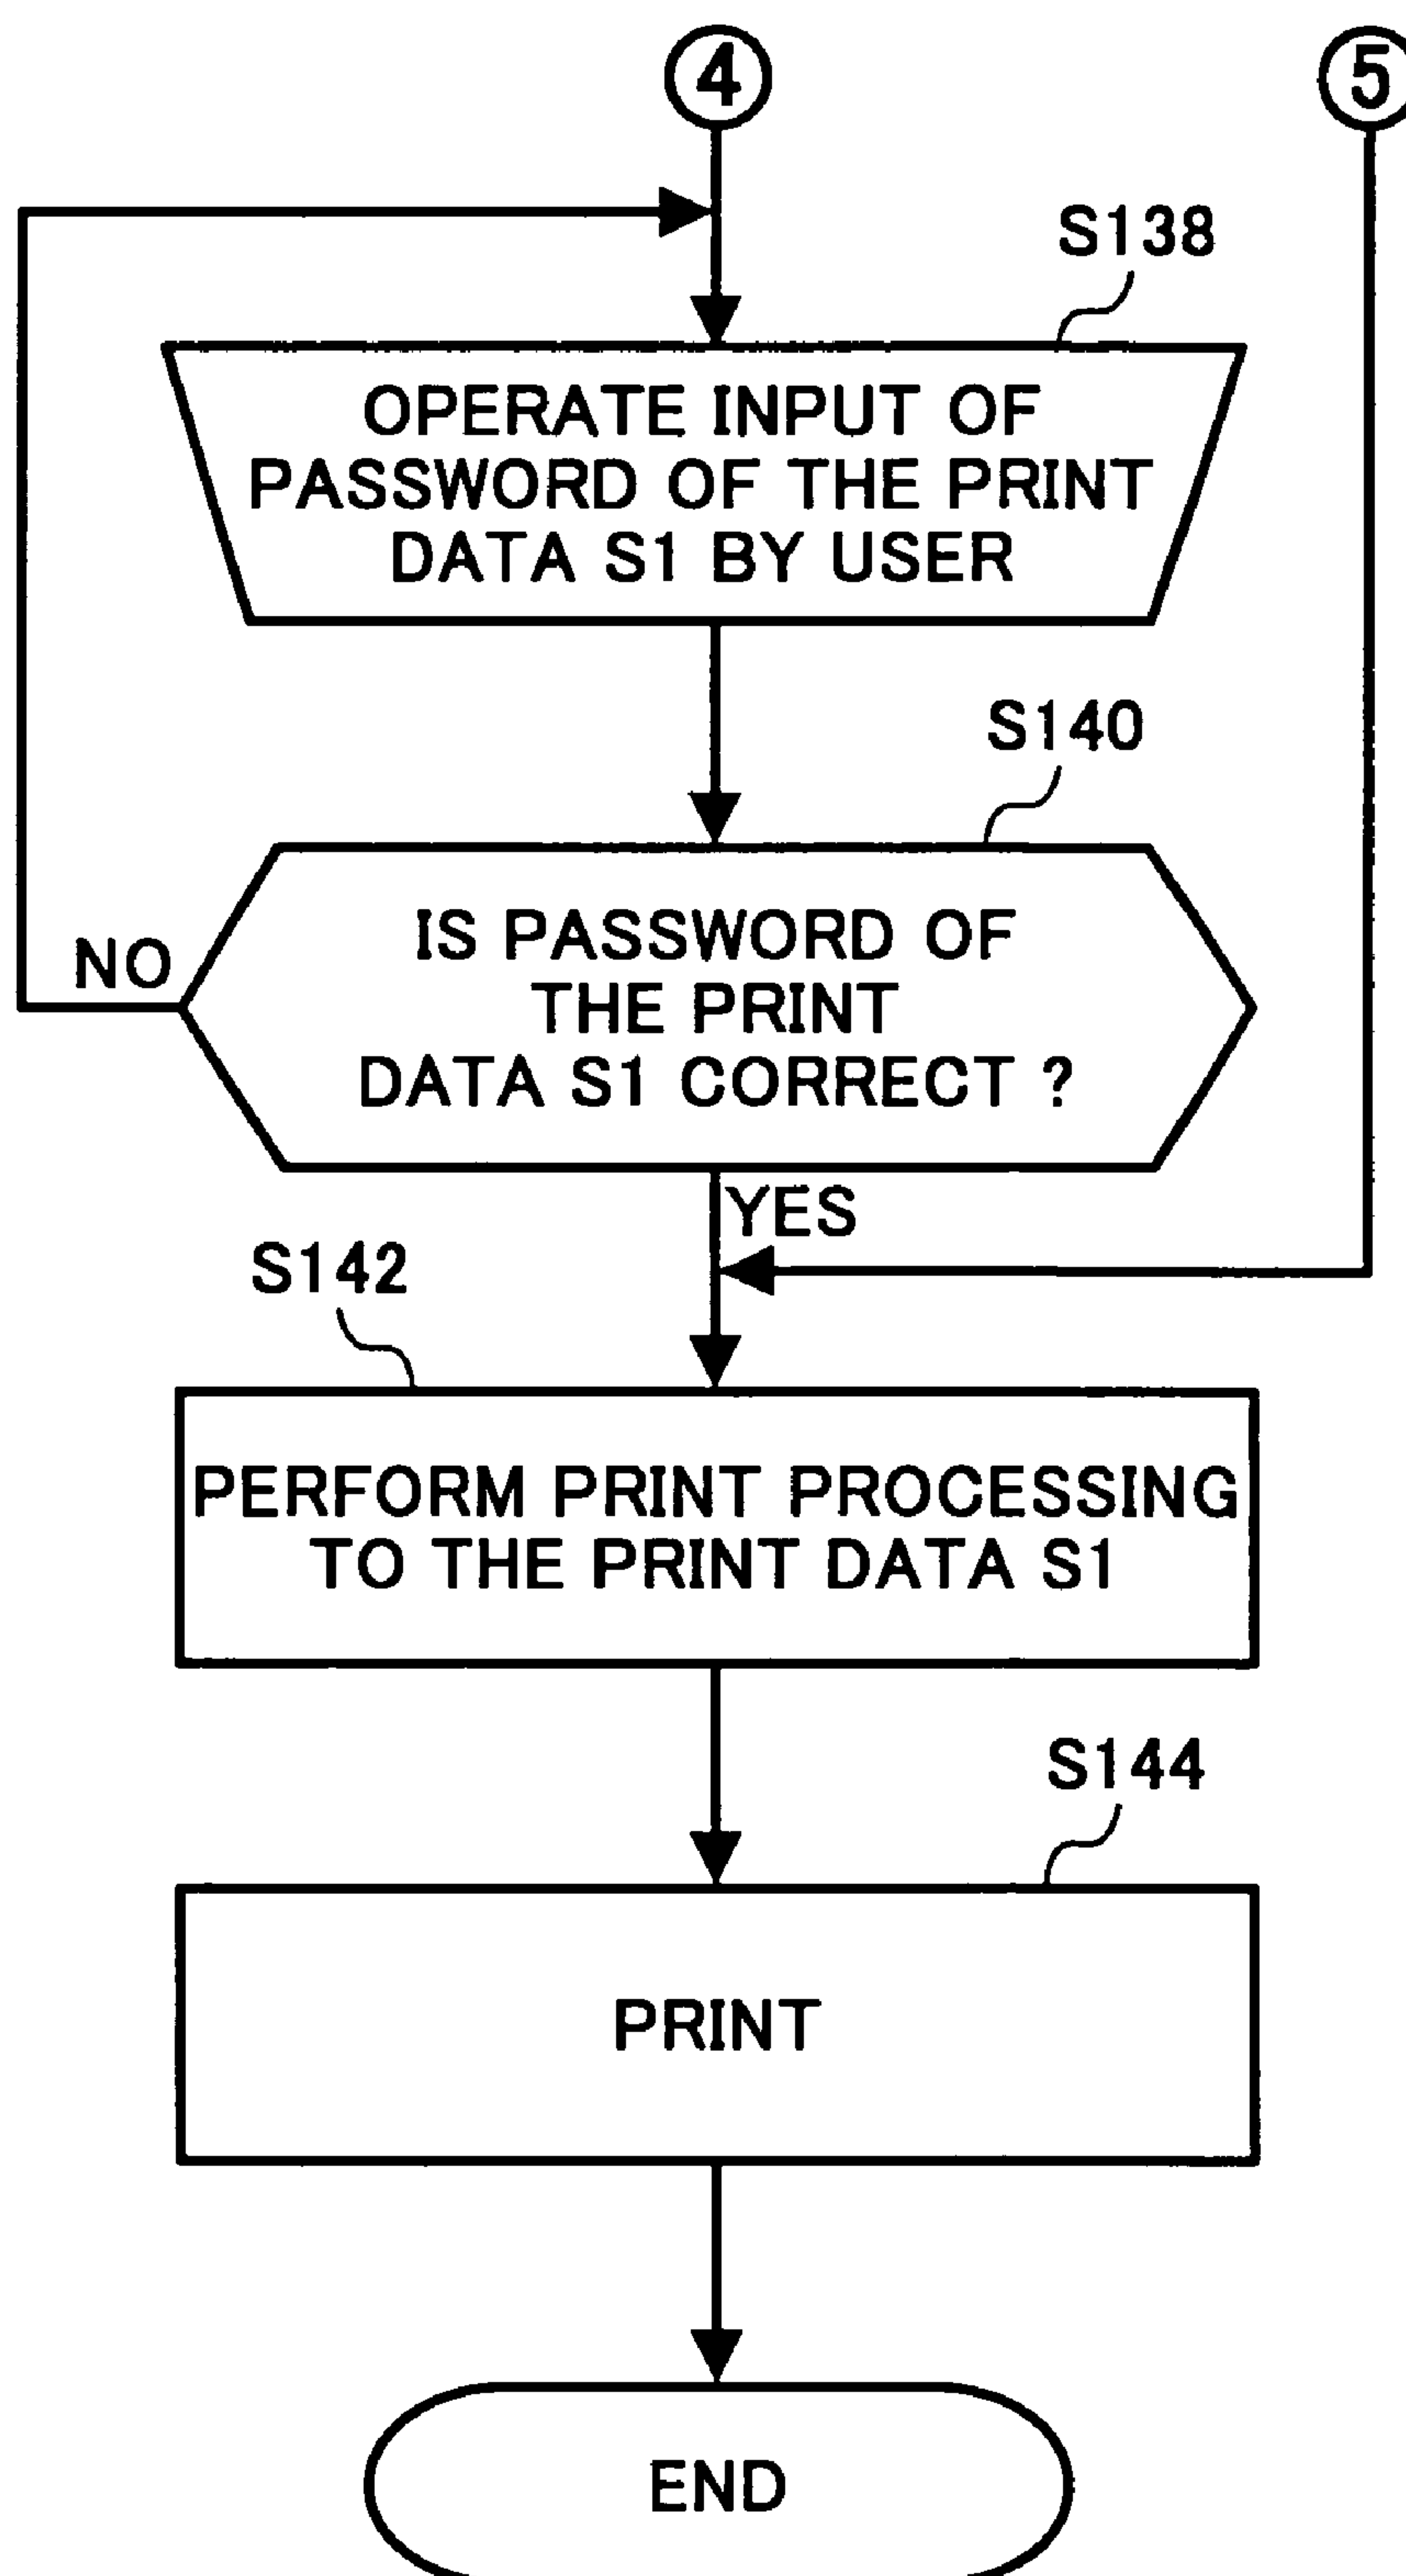 4
5
S138
OPERATE INPUT OF
PASSWORD OF THE PRINT
DATA S1 BY USER
S140
IS PASSWORD OF
THE PRINT
DATA S1 CORRECT ?
NO
YES
S142
PERFORM PRINT PROCESSING
TO THE PRINT DATA S1
S144
PRINT
END